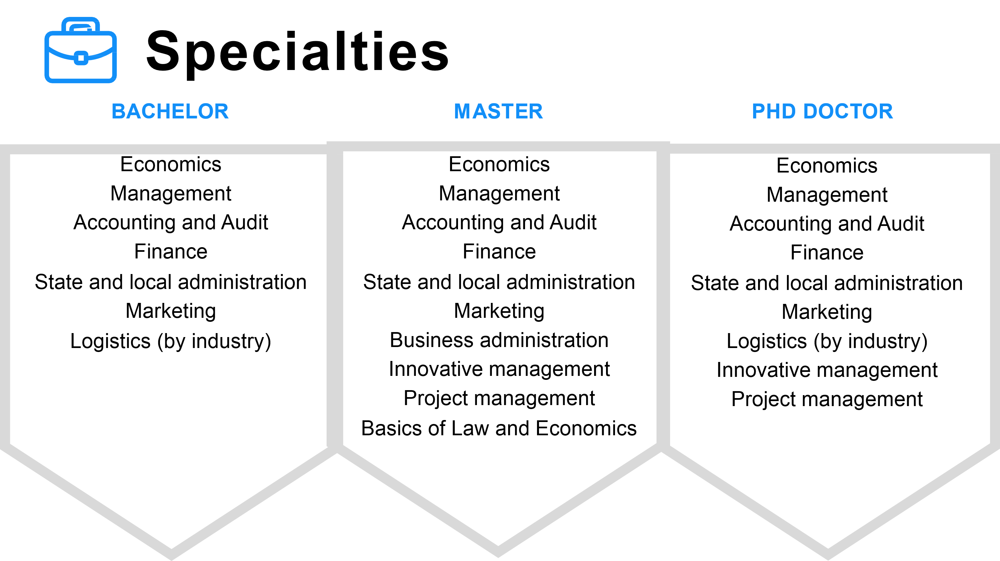 Specialties
BACHELOR
Economics
Management
Accounting and Audit
Finance
State and local administration
Marketing
Logistics (by industry)
MASTER
Economics
Management
Accounting and Audit
Finance
State and local administration
Marketing
Business administration
Innovative management
Project management
Basics of Law and Economics
PHD DOCTOR
Economics
Management
Accounting and Audit
Finance
State and local administration
Marketing
Logistics (by industry)
Innovative management
Project management